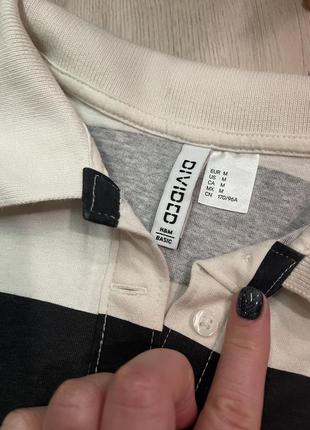 DIVIDED
H&M
BASIC
EUR M
US M
CA M
MX M
CN 170/96A